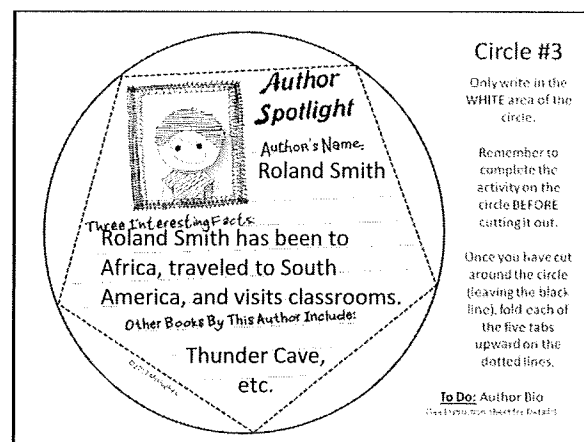 Circle #3
Only write in the
WHITE area of the
circle.
Remember to
complete the
activity on the
circle BEFORE
cutting it out.
Once you have cut
around the circle
(leaving the black
line), fold each of
the five tabs
upward on the
dotted lines.
To Do: Author Bio
Author
Spotlight
Author's Name:
Roland Smith
Three Interesting Facts:
Roland Smith has been to
Africa, traveled to South
America, and visits classrooms.
Other Books By This Author Include:
Thunder Cave,
etc.